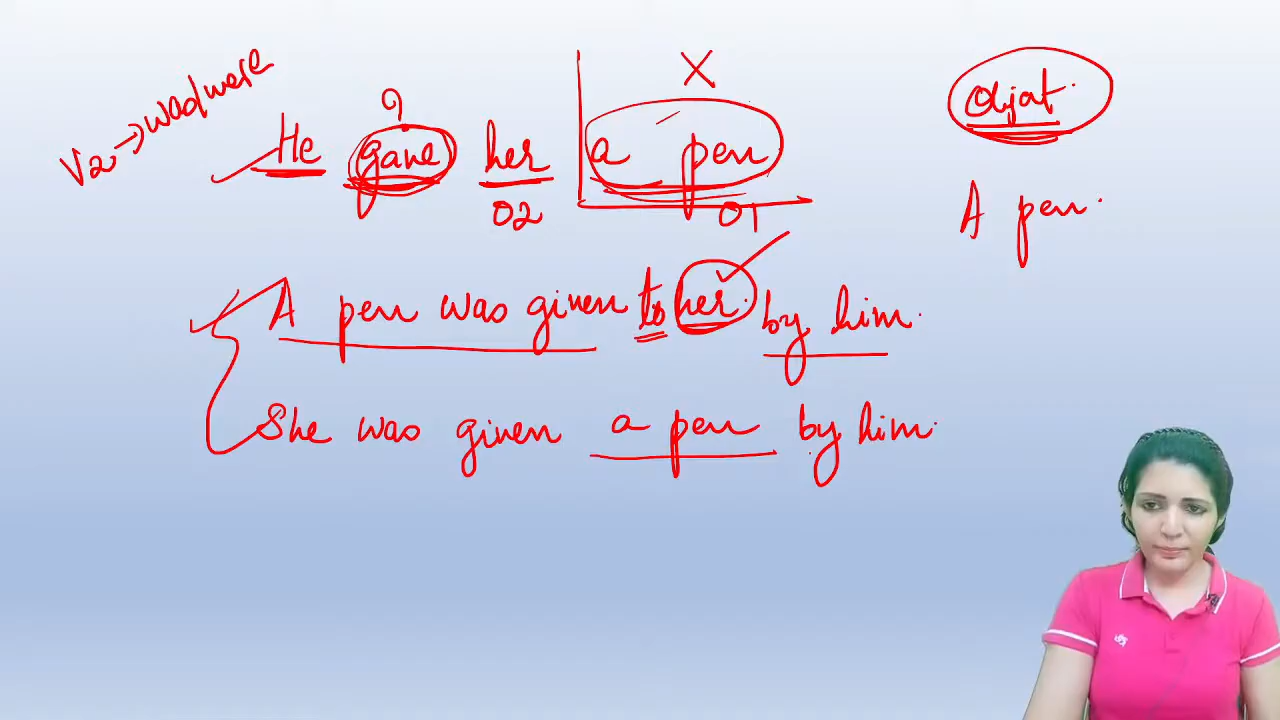 V2 → was/were
He gave her a pen
?
X
O2
O1
Object.
A pen.
A pen was given to her. by him.
She was given a pen by him.